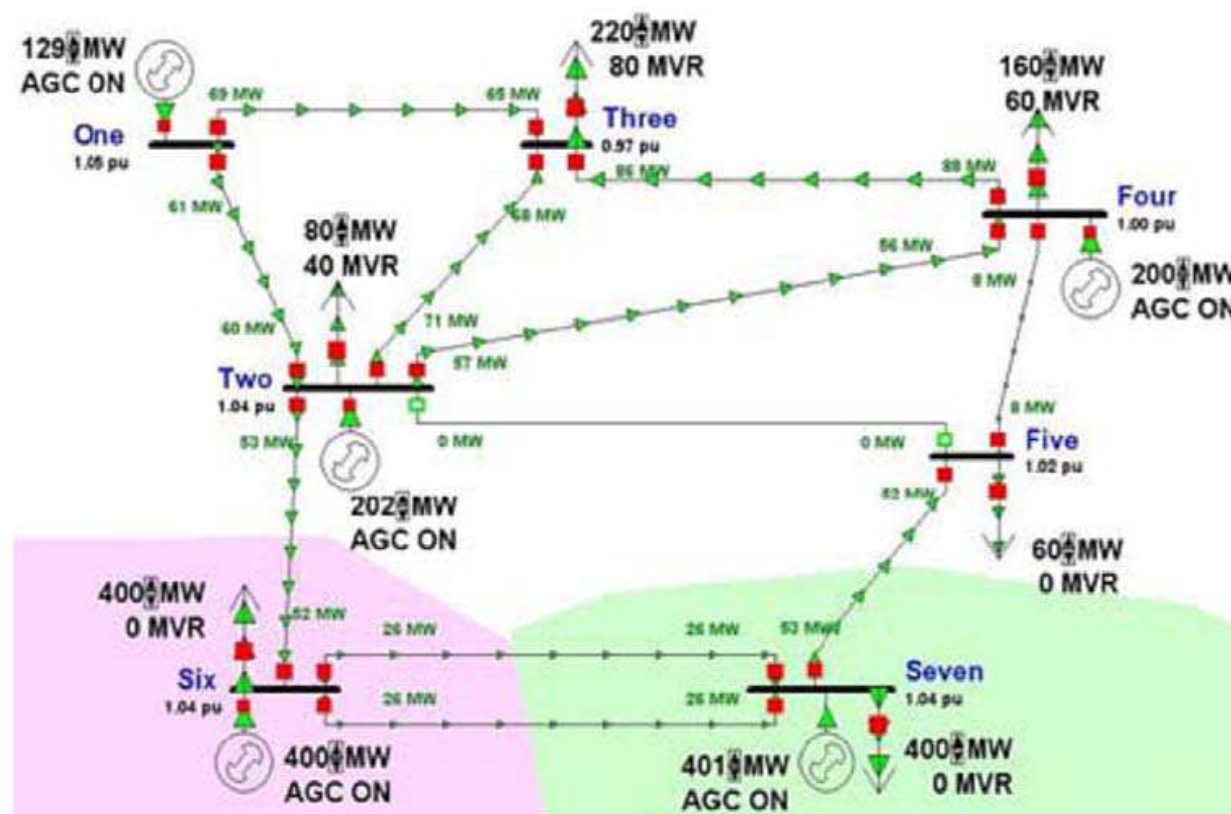 129 MW
AGC ON
One
1.05 pu
69 MW
65 MW
220 MW
80 MVR
Three
0.97 pu
160 MW
60 MVR
86 MW
88 MW
Four
1.00 pu
61 MW
68 MW
80 MW
40 MVR
56 MW
8 MW
200 MW
AGC ON
60 MW
71 MW
57 MW
Two
1.04 pu
53 MW
0 MW
0 MW
8 MW
Five
1.02 pu
202 MW
AGC ON
52 MW
60 MW
0 MVR
400 MW
0 MVR
52 MW
26 MW
26 MW
53 MW
Six
1.04 pu
Seven
1.04 pu
26 MW
26 MW
400 MW
AGC ON
401 MW
AGC ON
400 MW
0 MVR